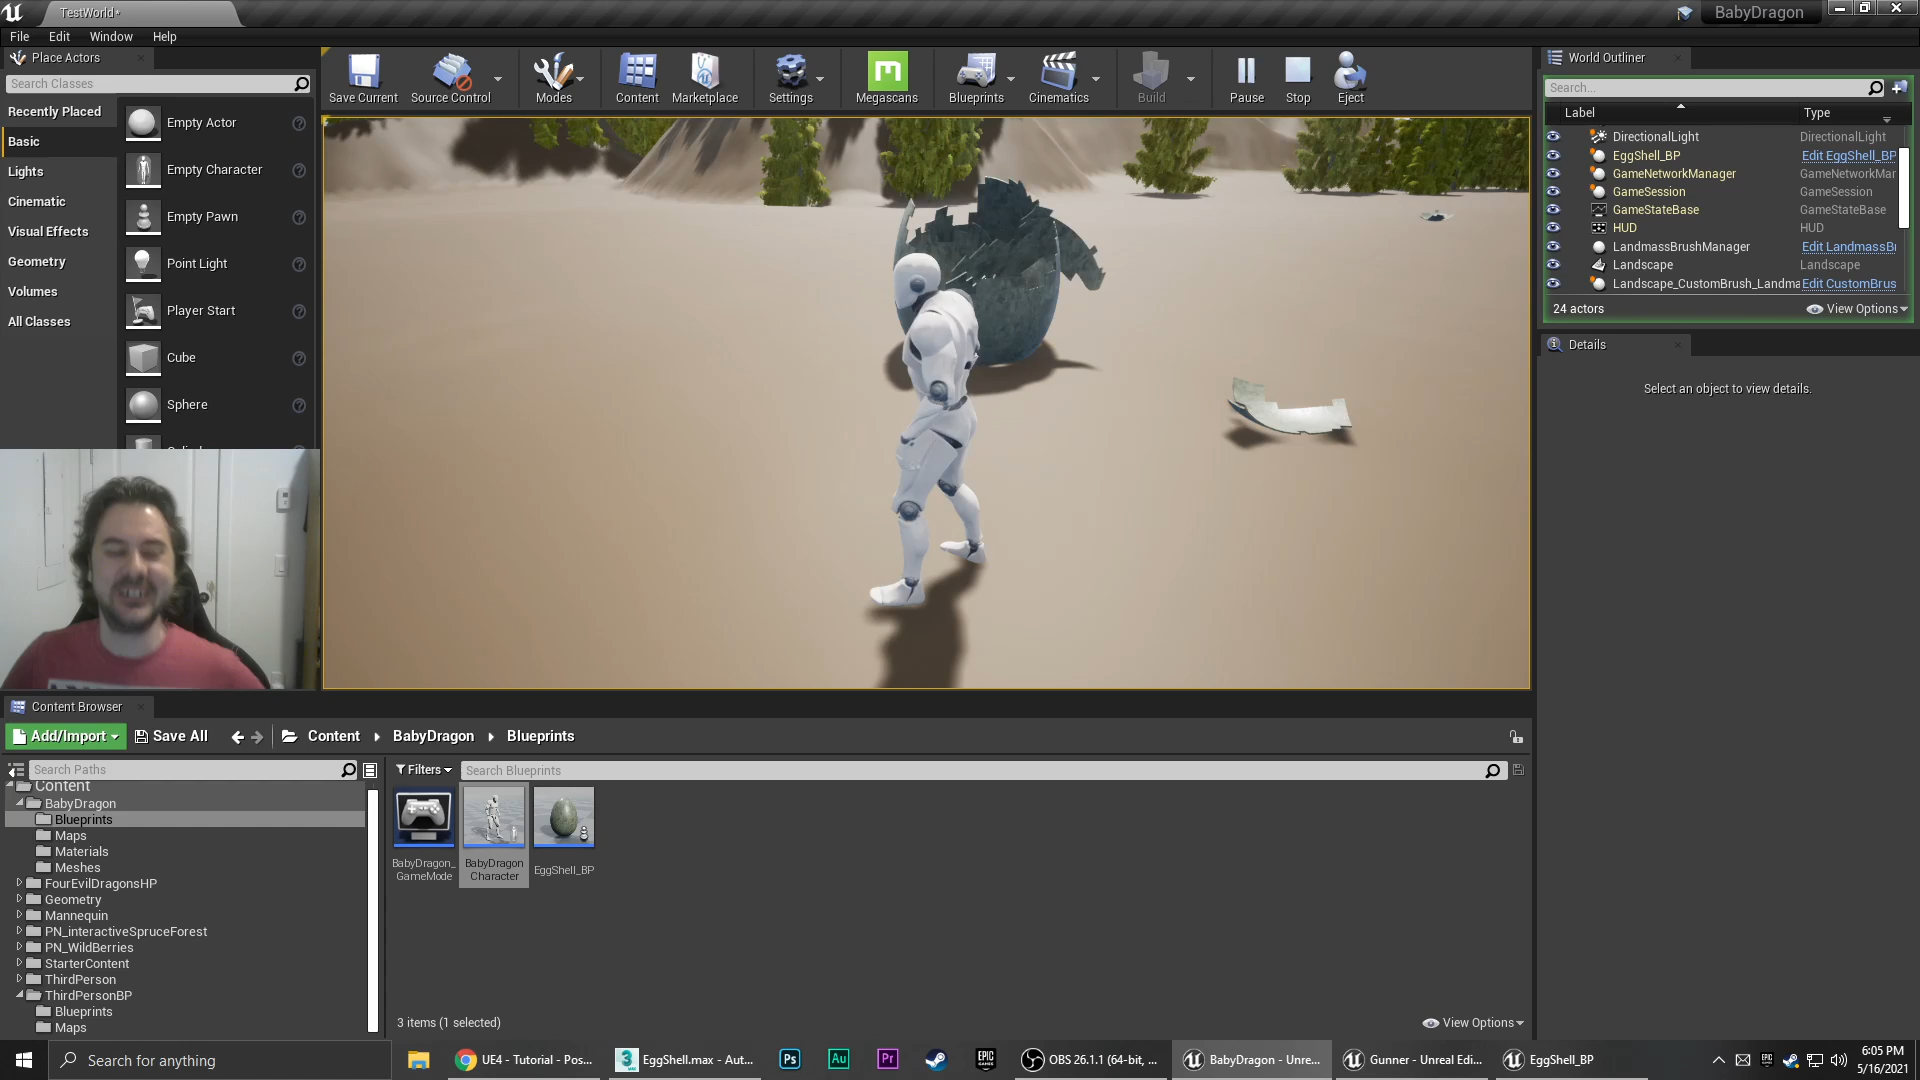 TestWorld*
BabyDragon
File Edit Window Help
Place Actors
Search Classes
Recently Placed
Basic
Lights
Cinematic
Visual Effects
Geometry
Volumes
All Classes
Empty Actor
Empty Character
Empty Pawn
Point Light
Player Start
Cube
Sphere
Save Current
Source Control
Modes
Content
Marketplace
Settings
Megascans
Blueprints
Cinematics
Build
Pause
Stop
Eject
World Outliner
Search...
Label Type
DirectionalLight DirectionalLight
EggShell_BP Edit EggShell_BP
GameNetworkManager GameNetworkMar
GameSession GameSession
GameStateBase GameStateBase
HUD HUD
LandmassBrushManager Edit LandmassBr
Landscape Landscape
Landscape_CustomBrush_Landma Edit CustomBrus
24 actors View Options
Details
Select an object to view details.
Content Browser
Add/Import Save All Content BabyDragon Blueprints
Search Paths
Filters Search Blueprints
Content
BabyDragon
Blueprints
Maps
Materials
Meshes
FourEvilDragonsHP
Geometry
Mannequin
PN_interactiveSpruceForest
PN_WildBerries
StarterContent
ThirdPerson
ThirdPersonBP
Blueprints
Maps
BabyDragon_
GameMode
BabyDragon
Character
EggShell_BP
3 items (1 selected) View Options
Search for anything
UE4 - Tutorial - Pos...
EggShell.max - Aut...
Ps
Au
Pr
EPIC
GAMES
OBS 26.1.1 (64-bit, ...
BabyDragon - Unre...
Gunner - Unreal Edi...
EggShell_BP
6:05 PM
5/16/2021